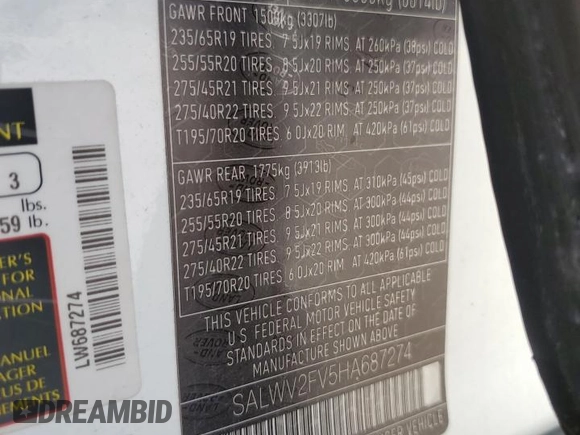 GAWR FRONT 1500kg (3307lb)
235/65R19 TIRES 7.5Jx19 RIMS AT 260kPa (38psi) COLD
255/55R20 TIRES 8.5Jx20 RIMS AT 250kPa (37psi) COLD
275/45R21 TIRES 9.5Jx21 RIMS AT 250kPa (37psi) COLD
275/40R22 TIRES 9.5Jx22 RIMS AT 250kPa (37psi) COLD
T195/70R20 TIRES 6.0Jx20 RIM AT 420kPa (61psi) COLD
GAWR REAR 1775kg (3913lb)
235/65R19 TIRES 7.5Jx19 RIMS AT 310kPa (45psi) COLD
255/55R20 TIRES 8.5Jx20 RIMS AT 300kPa (44psi) COLD
275/45R21 TIRES 9.5Jx21 RIMS AT 300kPa (44psi) COLD
275/40R22 TIRES 9.5Jx22 RIMS AT 300kPa (44psi) COLD
T195/70R20 TIRES 6.0Jx20 RIM AT 420kPa (61psi) COLD
THIS VEHICLE CONFORMS TO ALL APPLICABLE
U S FEDERAL MOTOR VEHICLE SAFETY
STANDARDS IN EFFECT ON THE DATE OF
MANUFACTURE SHOWN ABOVE
SALWV2FV5HA687274
VEHICLE
3
lbs.
59 lb.
LW687274
FOR
MANUEL
DREAMBID